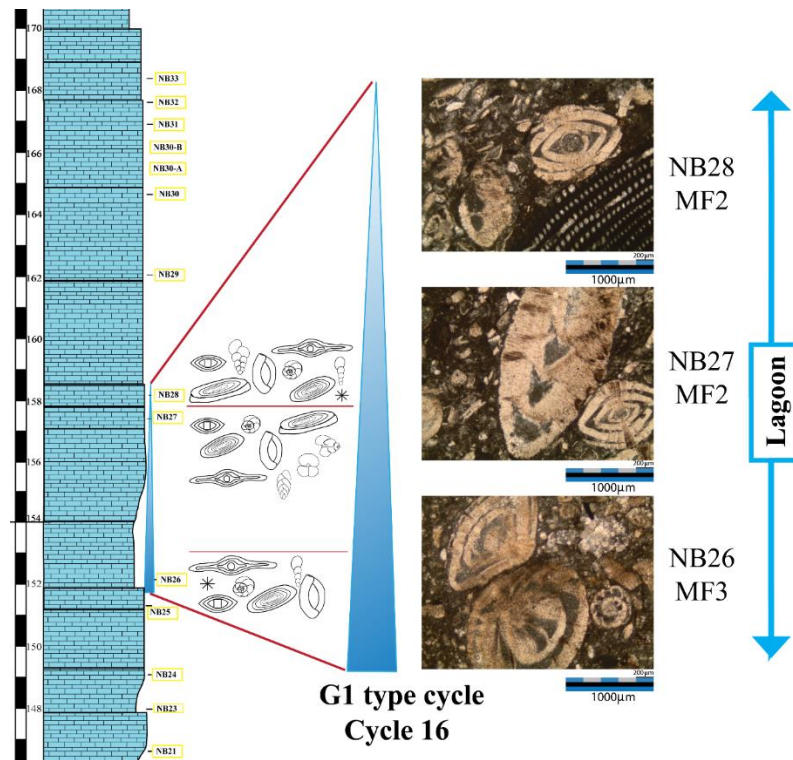 170
NB33
168
NB32
NB31
NB30-B
166
NB30-A
NB30
164
NB29
162
160
NB28
158
NB27
156
154
NB26
152
NB25
150
NB24
148
NB23
NB21
G1 type cycle
Cycle 16
200μm
1000μm
NB28
MF2
200μm
1000μm
NB27
MF2
200μm
1000μm
NB26
MF3
Lagoon